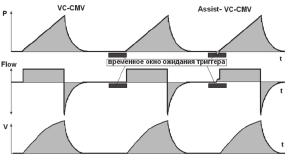 VC-CMV
Assist- VC-CMV
P
t
временное окно ожидания триггера
Flow
t
V
t